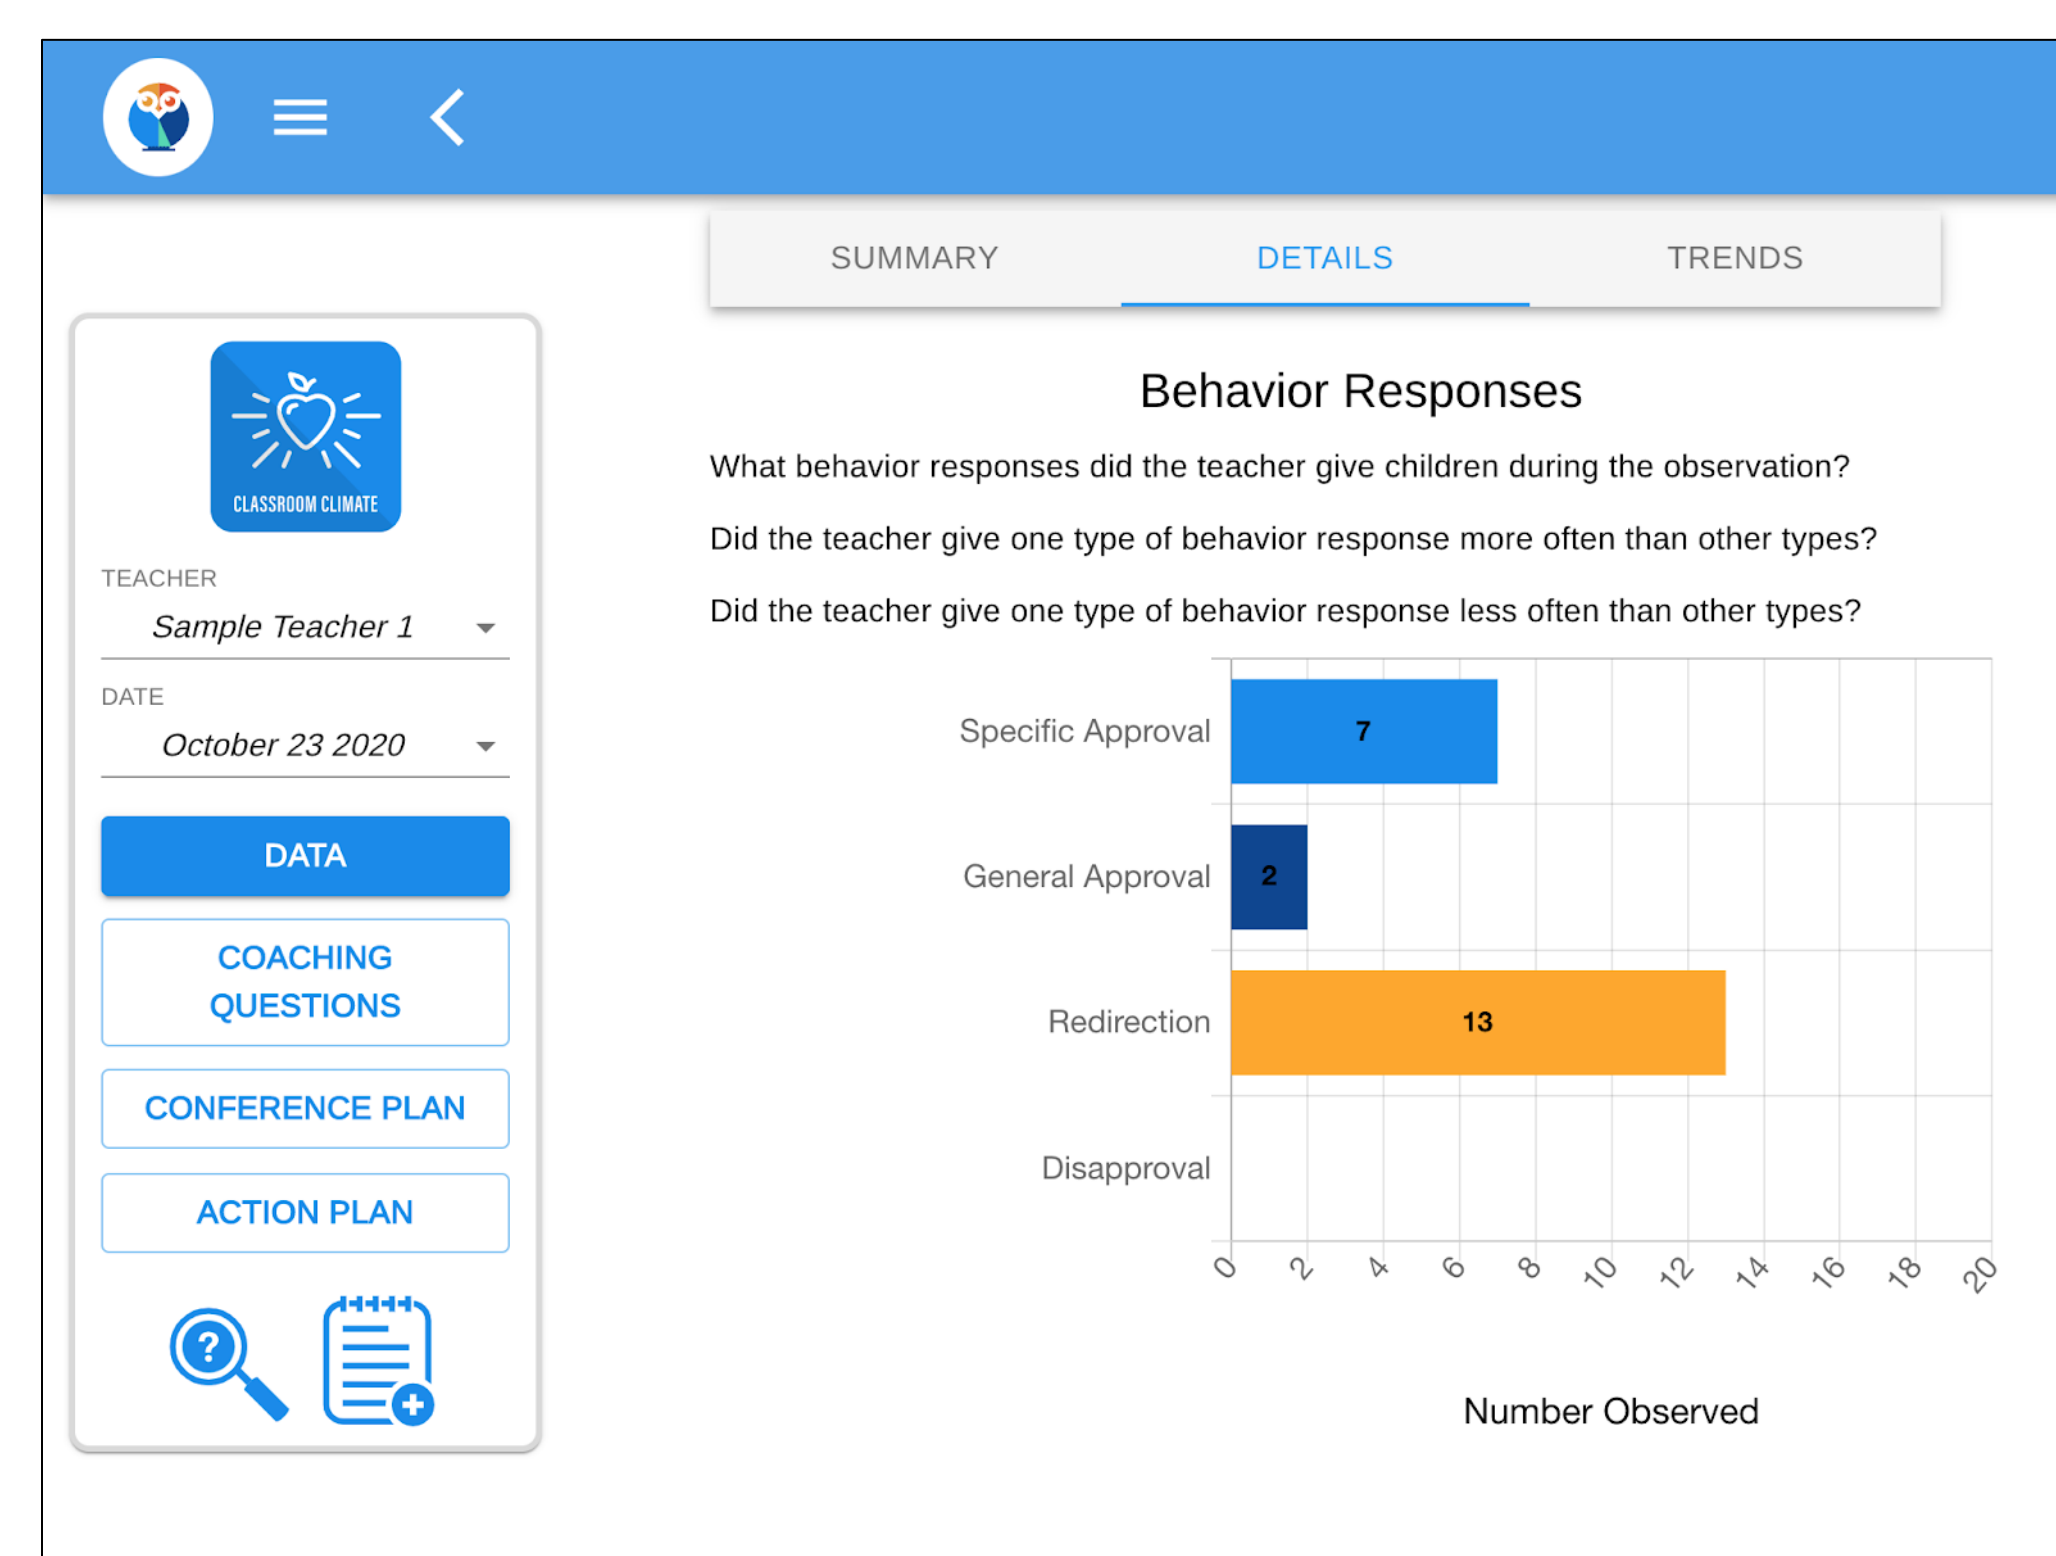 SUMMARY
DETAILS
TRENDS
CLASSROOM CLIMATE
TEACHER
Sample Teacher 1
DATE
October 23 2020
DATA
COACHING
QUESTIONS
CONFERENCE PLAN
ACTION PLAN
?
Behavior Responses
What behavior responses did the teacher give children during the observation?
Did the teacher give one type of behavior response more often than other types?
Did the teacher give one type of behavior response less often than other types?
Specific Approval
7
General Approval
2
Redirection
13
Disapproval
0 2 4 6 8 10 12 14 16 18 20
Number Observed